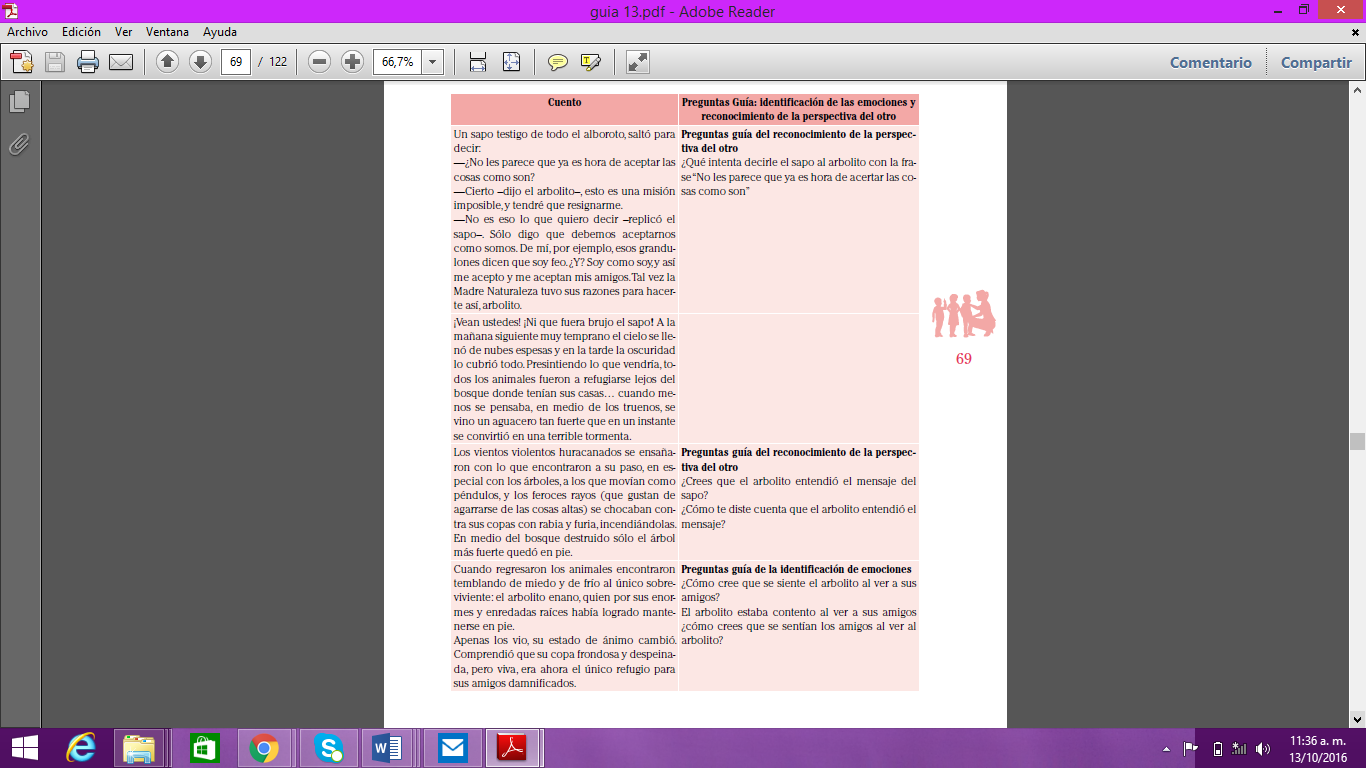 guia 13.pdf - Adobe Reader
Archivo Edición Ver Ventana Ayuda
69 / 122 66,7% Comentario Compartir
Cuento
Preguntas Guía: identificación de las emociones y
reconocimiento de la perspectiva del otro
Un sapo testigo de todo el alboroto, saltó para
decir:
—¿No les parece que ya es hora de aceptar las
cosas como son?
—Cierto –dijo el arbolito–, esto es una misión
imposible, y tendré que resignarme.
—No es eso lo que quiero decir –replicó el
sapo–. Sólo digo que debemos aceptarnos
como somos. De mí, por ejemplo, esos grandu-
lones dicen que soy feo. ¿Y? Soy como soy, y así
me acepto y me aceptan mis amigos. Tal vez la
Madre Naturaleza tuvo sus razones para hacer-
te así, arbolito.
Preguntas guía del reconocimiento de la perspec-
tiva del otro
¿Qué intenta decirle el sapo al arbolito con la fra-
se “No les parece que ya es hora de acertar las co-
sas como son”
¡Vean ustedes! ¡Ni que fuera brujo el sapo! A la
mañana siguiente muy temprano el cielo se lle-
nó de nubes espesas y en la tarde la oscuridad
lo cubrió todo. Presintiendo lo que vendría, to-
dos los animales fueron a refugiarse lejos del
bosque donde tenían sus casas… cuando me-
nos se pensaba, en medio de los truenos, se
vino un aguacero tan fuerte que en un instante
se convirtió en una terrible tormenta.
69
Los vientos violentos huracanados se ensaña-
ron con lo que encontraron a su paso, en es-
pecial con los árboles, a los que movían como
péndulos, y los feroces rayos (que gustan de
agarrarse de las cosas altas) se chocaban con-
tra sus copas con rabia y furia, incendiándolas.
En medio del bosque destruido sólo el árbol
más fuerte quedó en pie.
Preguntas guía del reconocimiento de la perspec-
tiva del otro
¿Crees que el arbolito entendió el mensaje del
sapo?
¿Cómo te diste cuenta que el arbolito entendió el
mensaje?
Cuando regresaron los animales encontraron
temblando de miedo y de frío al único sobre-
viviente: el arbolito enano, quien por sus enor-
mes y enredadas raíces había logrado mante-
nerse en pie.
Apenas los vio, su estado de ánimo cambió.
Comprendió que su copa frondosa y despeina-
da, pero viva, era ahora el único refugio para
sus amigos damnificados.
Preguntas guía de la identificación de emociones
¿Cómo cree que se siente el arbolito al ver a sus
amigos?
El arbolito estaba contento al ver a sus amigos
¿cómo crees que se sentían los amigos al ver al
arbolito?
11:36 a. m.
13/10/2016